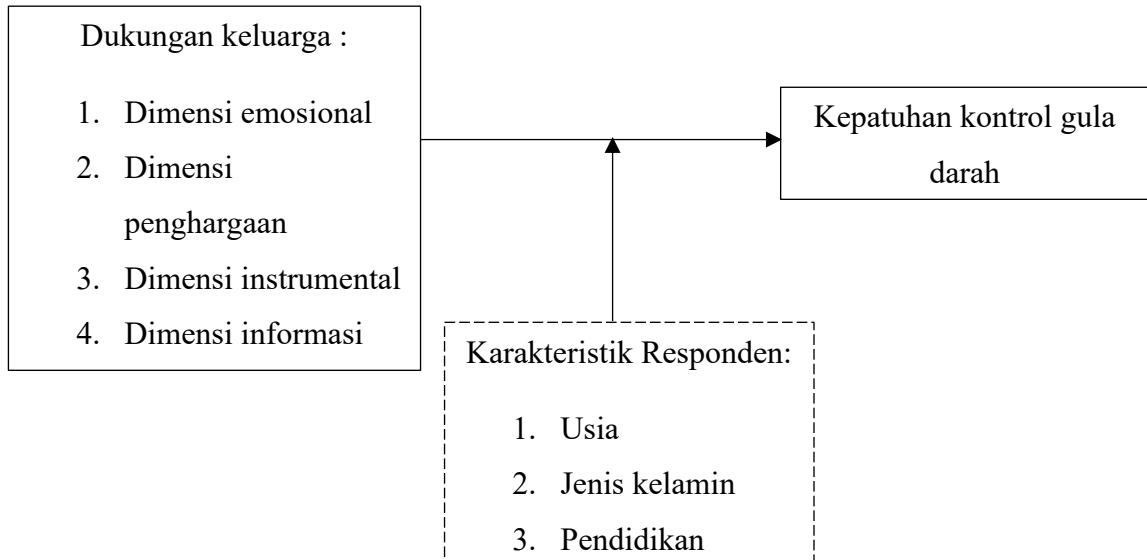 Dukungan keluarga :
1. Dimensi emosional
2. Dimensi
penghargaan
3. Dimensi instrumental
4. Dimensi informasi
Kepatuhan kontrol gula
darah
Karakteristik Responden:
1. Usia
2. Jenis kelamin
3. Pendidikan